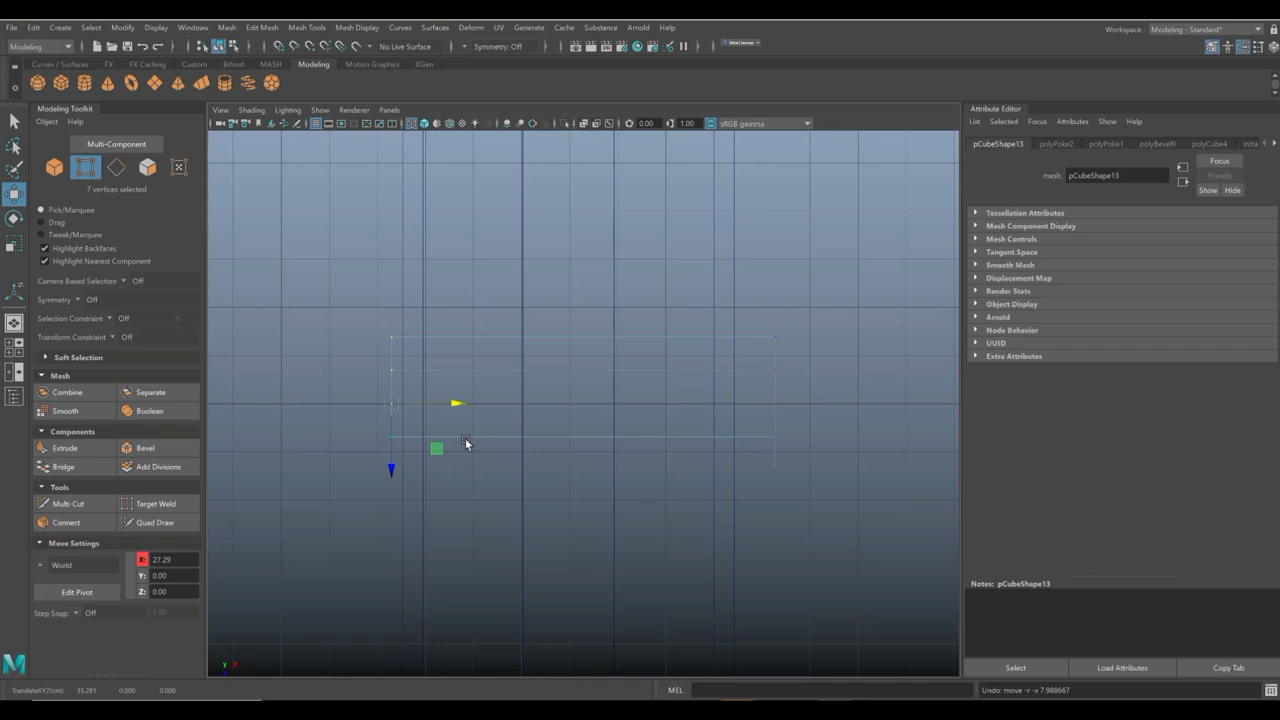 File Edit Create Select Modify Display Windows Mesh Edit Mesh Mesh Tools Mesh Display Curves Surfaces Deform UV Generate Cache Substance Arnold Help
Workspace : Modeling - Standard*
Modeling No Live Surface Symmetry: Off
Curves / Surfaces FX FX Caching Custom Bifrost MASH Modeling Motion Graphics XGen
Modeling Toolkit
Object Help
Multi-Component
7 vertices selected
Pick/Marquee
Drag
Tweak/Marquee
Highlight Backfaces
Highlight Nearest Component
Camera Based Selection Off
Symmetry Off
Selection Constraint Off
Transform Constraint Off
Soft Selection
Mesh
Combine Separate
Smooth Boolean
Components
Extrude Bevel
Bridge Add Divisions
Tools
Multi-Cut Target Weld
Connect Quad Draw
Move Settings
World
X: 27.29
Y: 0.00
Z: 0.00
Edit Pivot
Step Snap: Off 1.00
View Shading Lighting Show Renderer Panels
0.00 1.00 sRGB gamma
y x
Attribute Editor
List Selected Focus Attributes Show Help
pCubeShape13 polyPoke2 polyPoke1 polyBevel9 polyCube4 initia
mesh: pCubeShape13
Focus
Presets
Show Hide
Tessellation Attributes
Mesh Component Display
Mesh Controls
Tangent Space
Smooth Mesh
Displacement Map
Render Stats
Object Display
Arnold
Node Behavior
UUID
Extra Attributes
Notes: pCubeShape13
Select Load Attributes Copy Tab
TranslateXYZ(cm) 35.281 0.000 0.000
MEL
Undo: move -r -x 7.988667